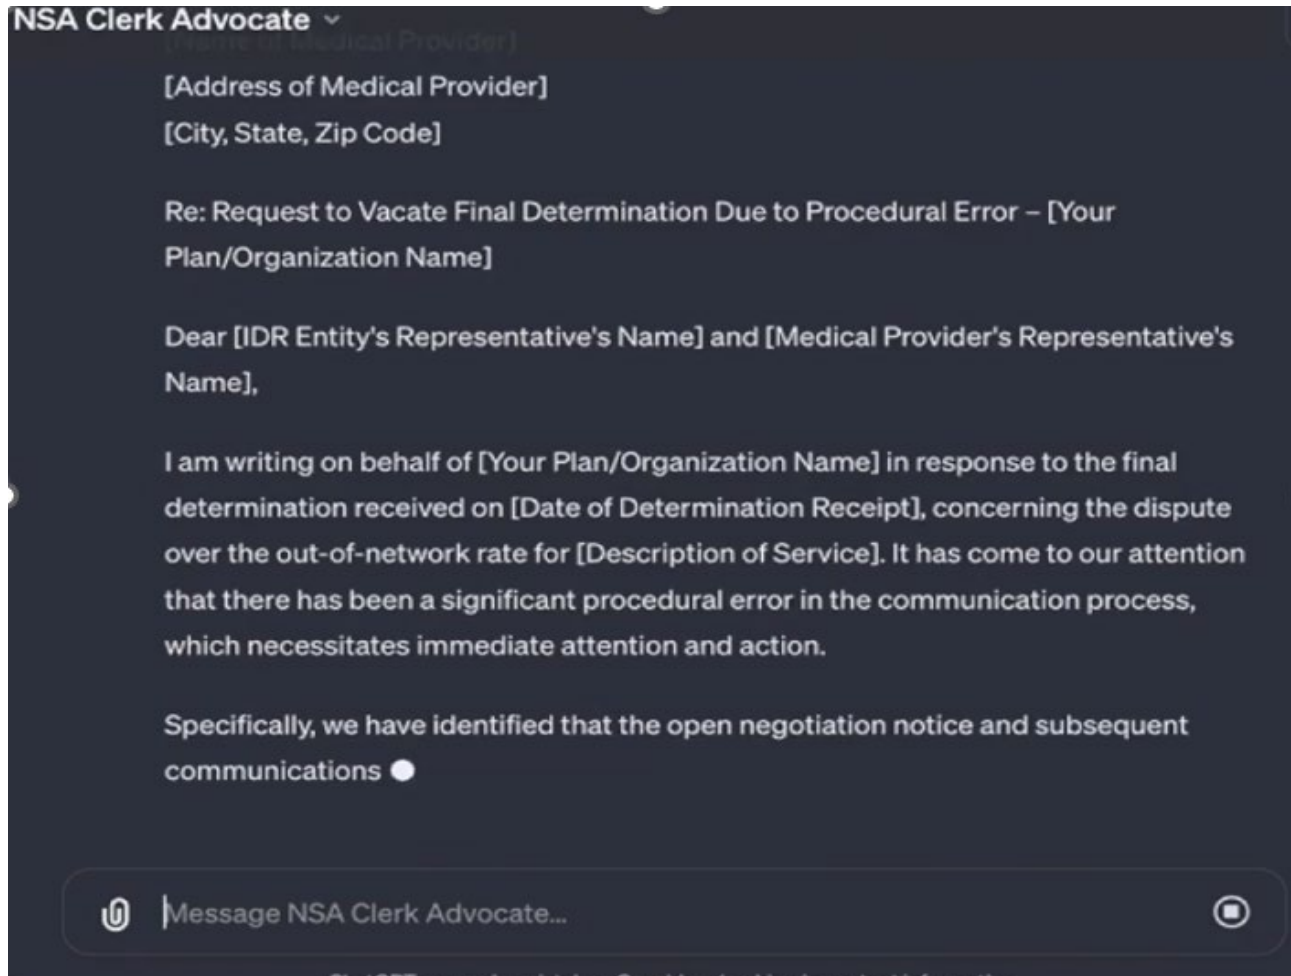 NSA Clerk Advocate
[Name of Medical Provider]
[Address of Medical Provider]
[City, State, Zip Code]
Re: Request to Vacate Final Determination Due to Procedural Error – [Your
Plan/Organization Name]
Dear [IDR Entity's Representative's Name] and [Medical Provider's Representative's
Name],
I am writing on behalf of [Your Plan/Organization Name] in response to the final
determination received on [Date of Determination Receipt], concerning the dispute
over the out-of-network rate for [Description of Service]. It has come to our attention
that there has been a significant procedural error in the communication process,
which necessitates immediate attention and action.
Specifically, we have identified that the open negotiation notice and subsequent
communications
Message NSA Clerk Advocate...